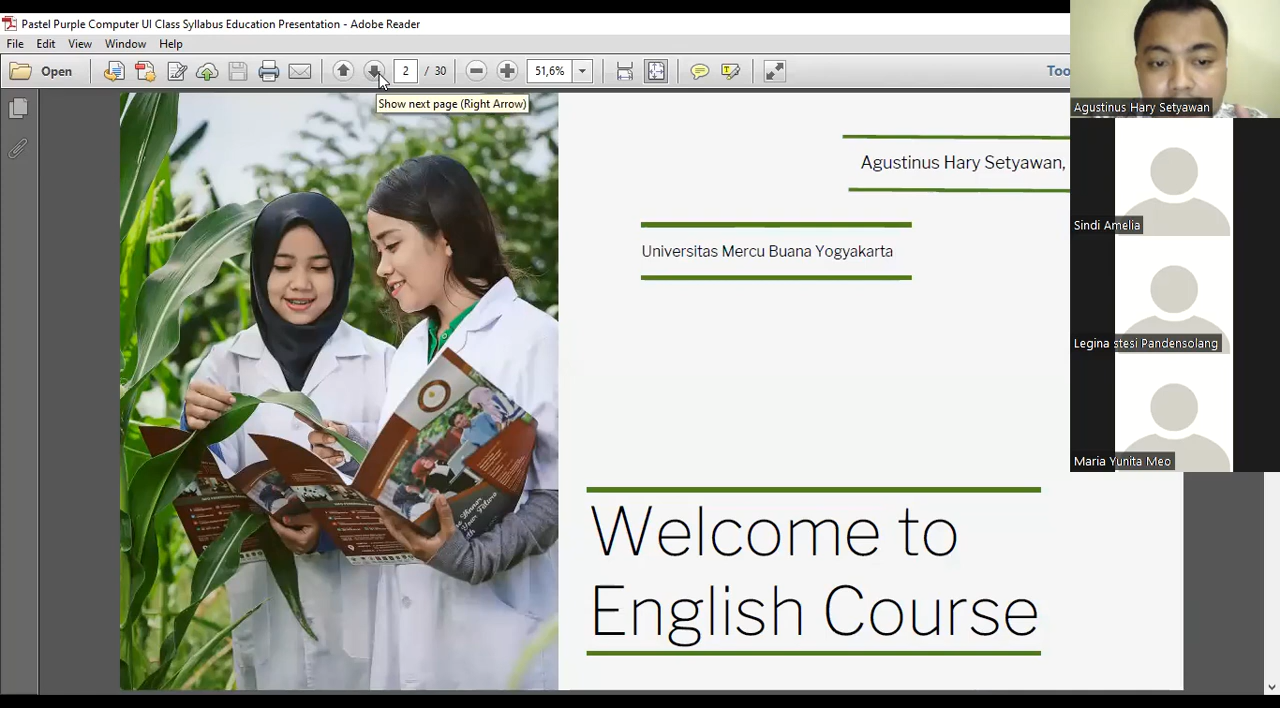 Pastel Purple Computer UI Class Syllabus Education Presentation - Adobe Reader
File Edit View Window Help
Open 2 / 30 51,6% Too
Show next page (Right Arrow)
Agustinus Hary Setyawan,
Universitas Mercu Buana Yogyakarta
Welcome to
English Course
Agustinus Hary Setyawan
Sindi Amelia
Legina stesi Pandensolang
Maria Yunita Meo